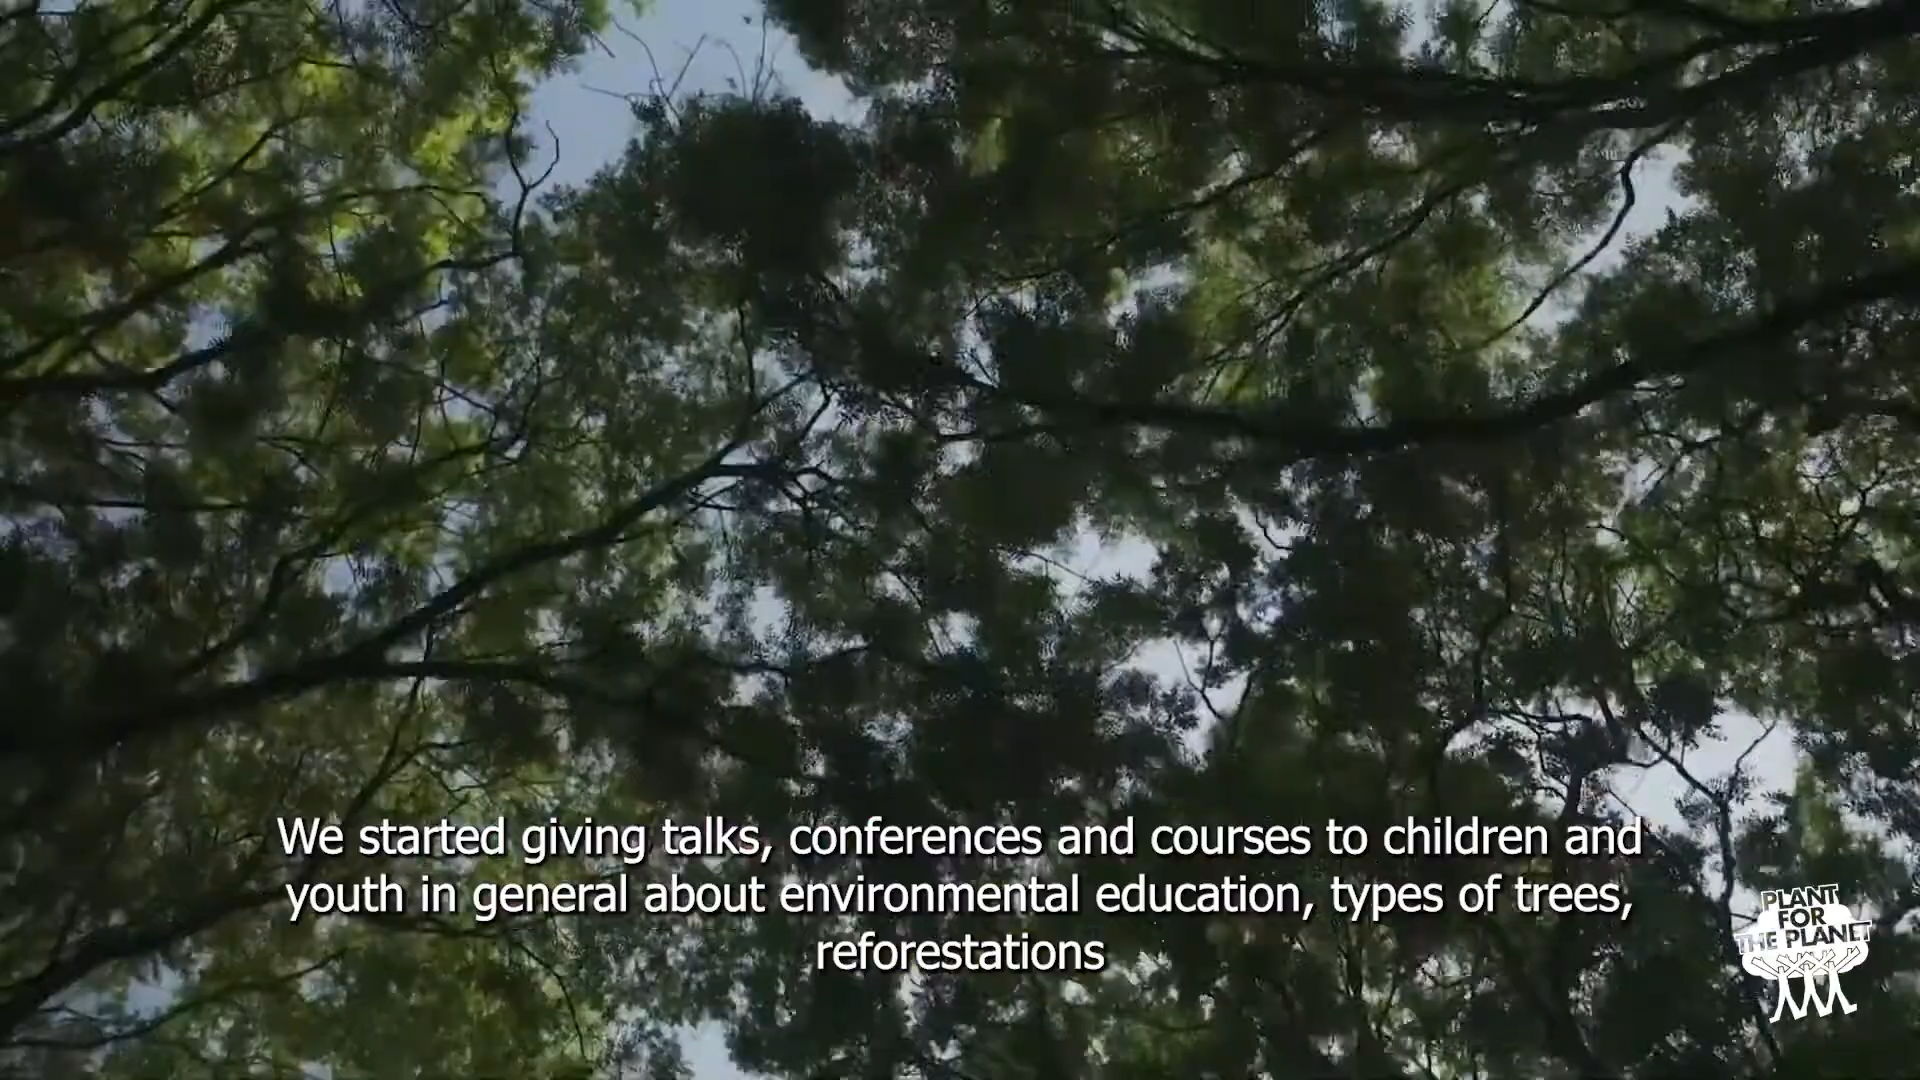 We started giving talks, conferences and courses to children and
youth in general about environmental education, types of trees,
reforestations
PLANT
FOR
THE PLANET